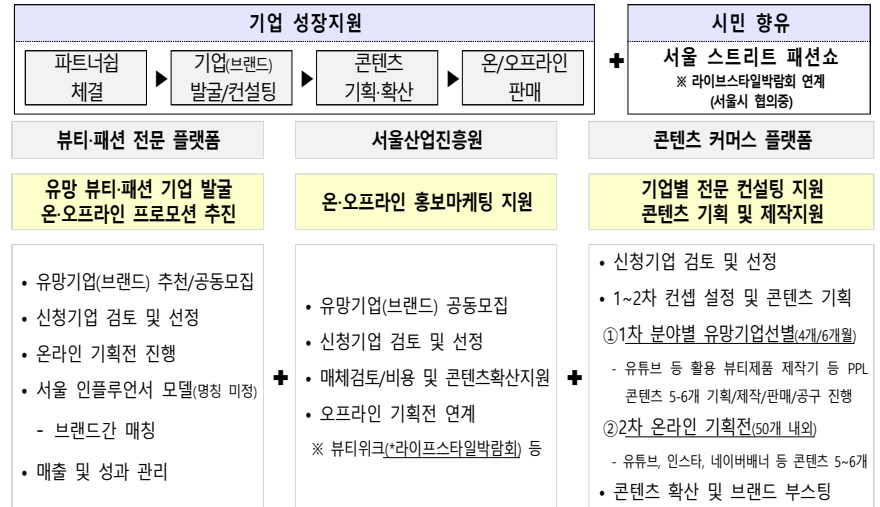 기업 성장지원
파트너쉽
체결
▶
기업(브랜드)
발굴/컨설팅
▶
콘텐츠
기획·확산
▶
온/오프라인
판매
+
시민 향유
서울 스트리트 패션쇼
※ 라이브스타일박람회 연계
(서울시 협의중)
뷰티·패션 전문 플랫폼
유망 뷰티·패션 기업 발굴
온·오프라인 프로모션 추진
• 유망기업(브랜드) 추천/공동모집
• 신청기업 검토 및 선정
• 온라인 기획전 진행
• 서울 인플루언서 모델(명칭 미정)
- 브랜드간 매칭
• 매출 및 성과 관리
+
서울산업진흥원
온·오프라인 홍보마케팅 지원
• 유망기업(브랜드) 공동모집
• 신청기업 검토 및 선정
• 매체검토/비용 및 콘텐츠확산지원
• 오프라인 기획전 연계
※ 뷰티위크(*라이프스타일박람회) 등
+
콘텐츠 커머스 플랫폼
기업별 전문 컨설팅 지원
콘텐츠 기획 및 제작지원
• 신청기업 검토 및 선정
• 1~2차 컨셉 설정 및 콘텐츠 기획
①1차 분야별 유망기업선별(4개/6개월)
- 유튜브 등 활용 뷰티제품 제작기 등 PPL
콘텐츠 5-6개 기획/제작/판매/공구 진행
②2차 온라인 기획전(50개 내외)
- 유튜브, 인스타, 네이버배너 등 콘텐츠 5~6개
• 콘텐츠 확산 및 브랜드 부스팅